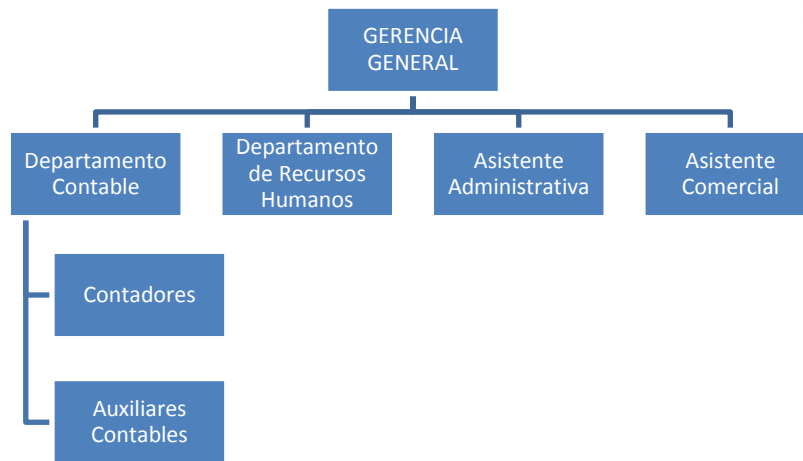 GERENCIA
GENERAL
Departamento
Contable
Departamento
de Recursos
Humanos
Asistente
Administrativa
Asistente
Comercial
Contadores
Auxiliares
Contables